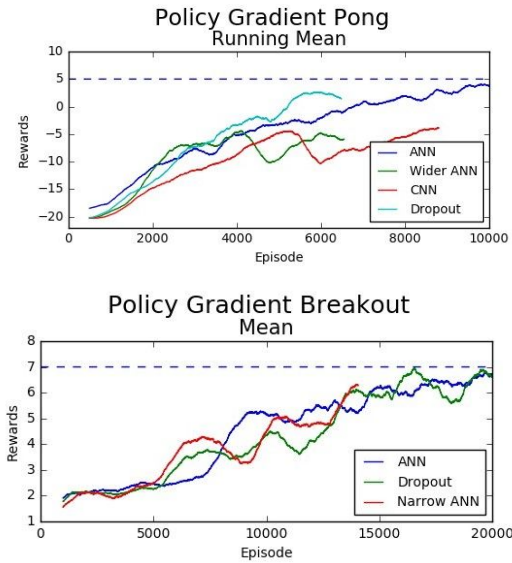 Policy Gradient Pong
Running Mean
10
5
0
−5
−10
−15
−20
Rewards
0 2000 4000 6000 8000 10000
Episode
ANN
Wider ANN
CNN
Dropout
Policy Gradient Breakout
Mean
8
7
6
5
4
3
2
1
Rewards
0 5000 10000 15000 20000
Episode
ANN
Dropout
Narrow ANN